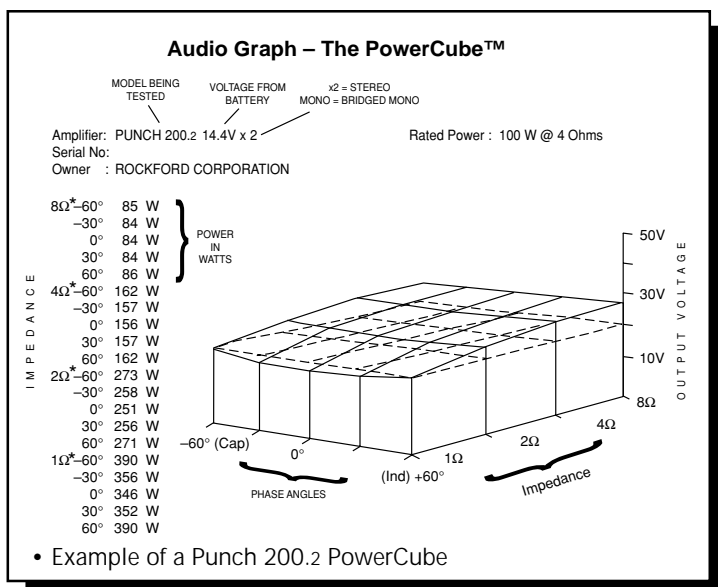 Audio Graph – The PowerCube™
MODEL BEING TESTED
VOLTAGE FROM BATTERY
x2 = STEREO
MONO = BRIDGED MONO
Amplifier: PUNCH 200.2 14.4V x 2
Rated Power : 100 W @ 4 Ohms
Serial No:
Owner : ROCKFORD CORPORATION
IMPEDANCE
8Ω*–60° 85 W
–30° 84 W
0° 84 W
30° 84 W
60° 86 W
4Ω*–60° 162 W
–30° 157 W
0° 156 W
30° 157 W
60° 162 W
2Ω*–60° 273 W
–30° 258 W
0° 251 W
30° 256 W
60° 271 W
1Ω*–60° 390 W
–30° 356 W
0° 346 W
30° 352 W
60° 390 W
POWER
IN
WATTS
50V
30V
10V
OUTPUT VOLTAGE
8Ω
4Ω
2Ω
1Ω
Impedance
–60° (Cap)
0°
(Ind) +60°
PHASE ANGLES
• Example of a Punch 200.2 PowerCube